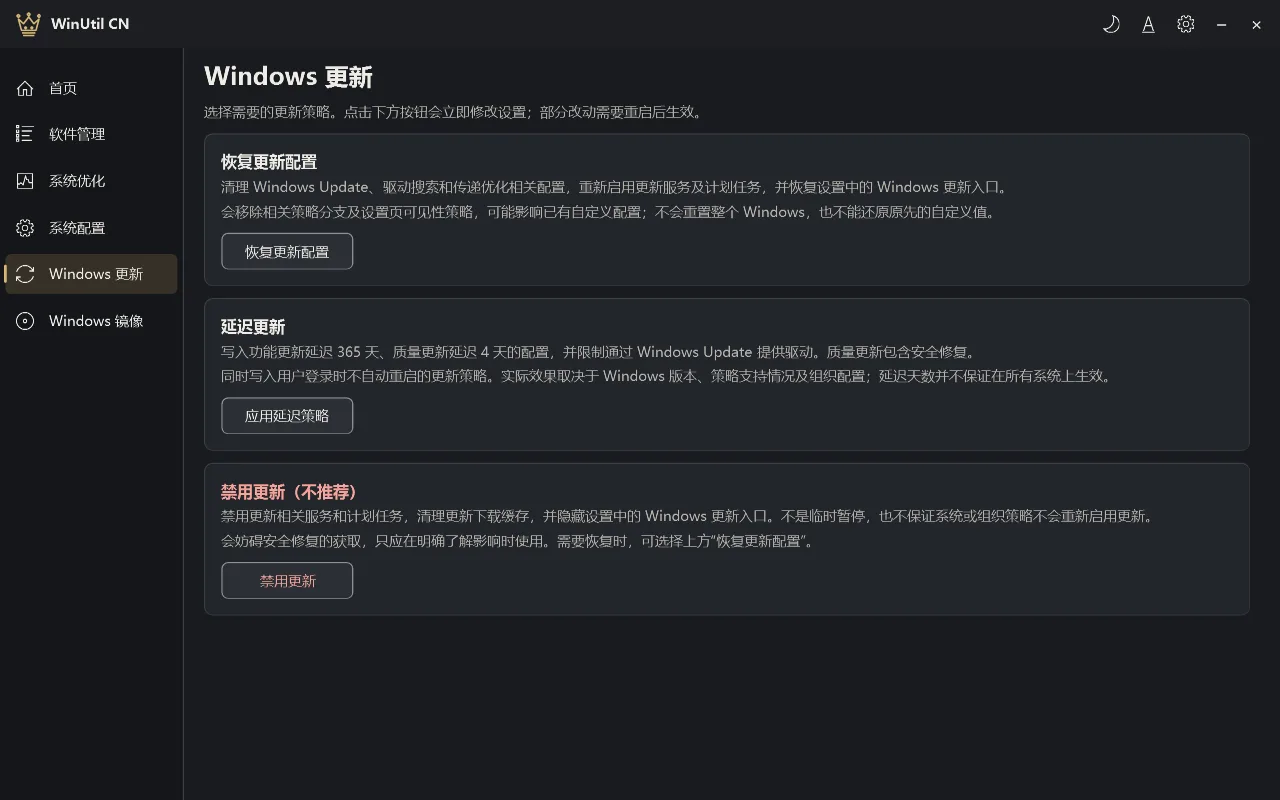 WinUtil CN
首页
软件管理
系统优化
系统配置
Windows 更新
Windows 镜像
Windows 更新
选择需要的更新策略。点击下方按钮会立即修改设置；部分改动需要重启后生效。
恢复更新配置
清理 Windows Update、驱动搜索和传递优化相关配置，重新启用更新服务及计划任务，并恢复设置中的 Windows 更新入口。
会移除相关策略分支及设置页可见性策略，可能影响已有自定义配置；不会重置整个 Windows，也不能还原原先的自定义值。
恢复更新配置
延迟更新
写入功能更新延迟 365 天、质量更新延迟 4 天的配置，并限制通过 Windows Update 提供驱动。质量更新包含安全修复。
同时写入用户登录时不自动重启的更新策略。实际效果取决于 Windows 版本、策略支持情况及组织配置；延迟天数并不保证在所有系统上生效。
应用延迟策略
禁用更新（不推荐）
禁用更新相关服务和计划任务，清理更新下载缓存，并隐藏设置中的 Windows 更新入口。不是临时暂停，也不保证系统或组织策略不会重新启用更新。
会妨碍安全修复的获取，只应在明确了解影响时使用。需要恢复时，可选择上方“恢复更新配置”。
禁用更新